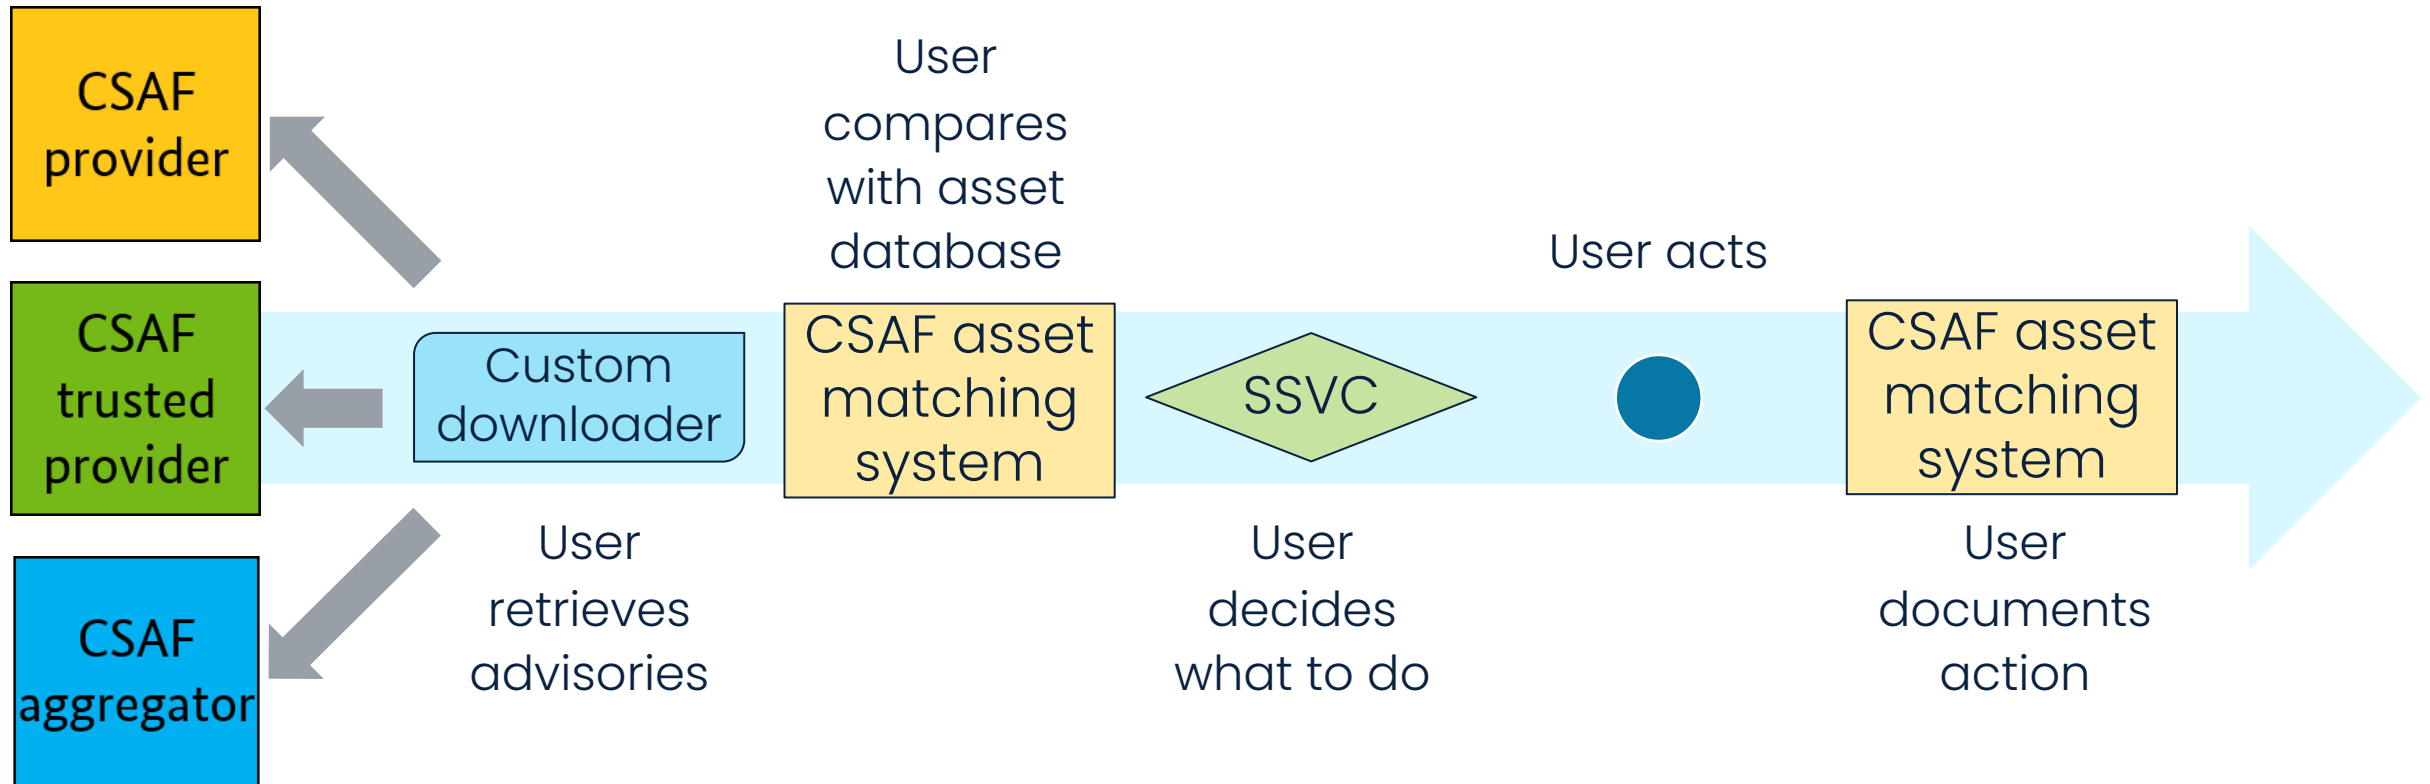 CSAF
provider
CSAF
trusted
provider
CSAF
aggregator
Custom
downloader
User
retrieves
advisories
User
compares
with asset
database
CSAF asset
matching
system
SSVC
User
decides
what to do
User acts
CSAF asset
matching
system
User
documents
action